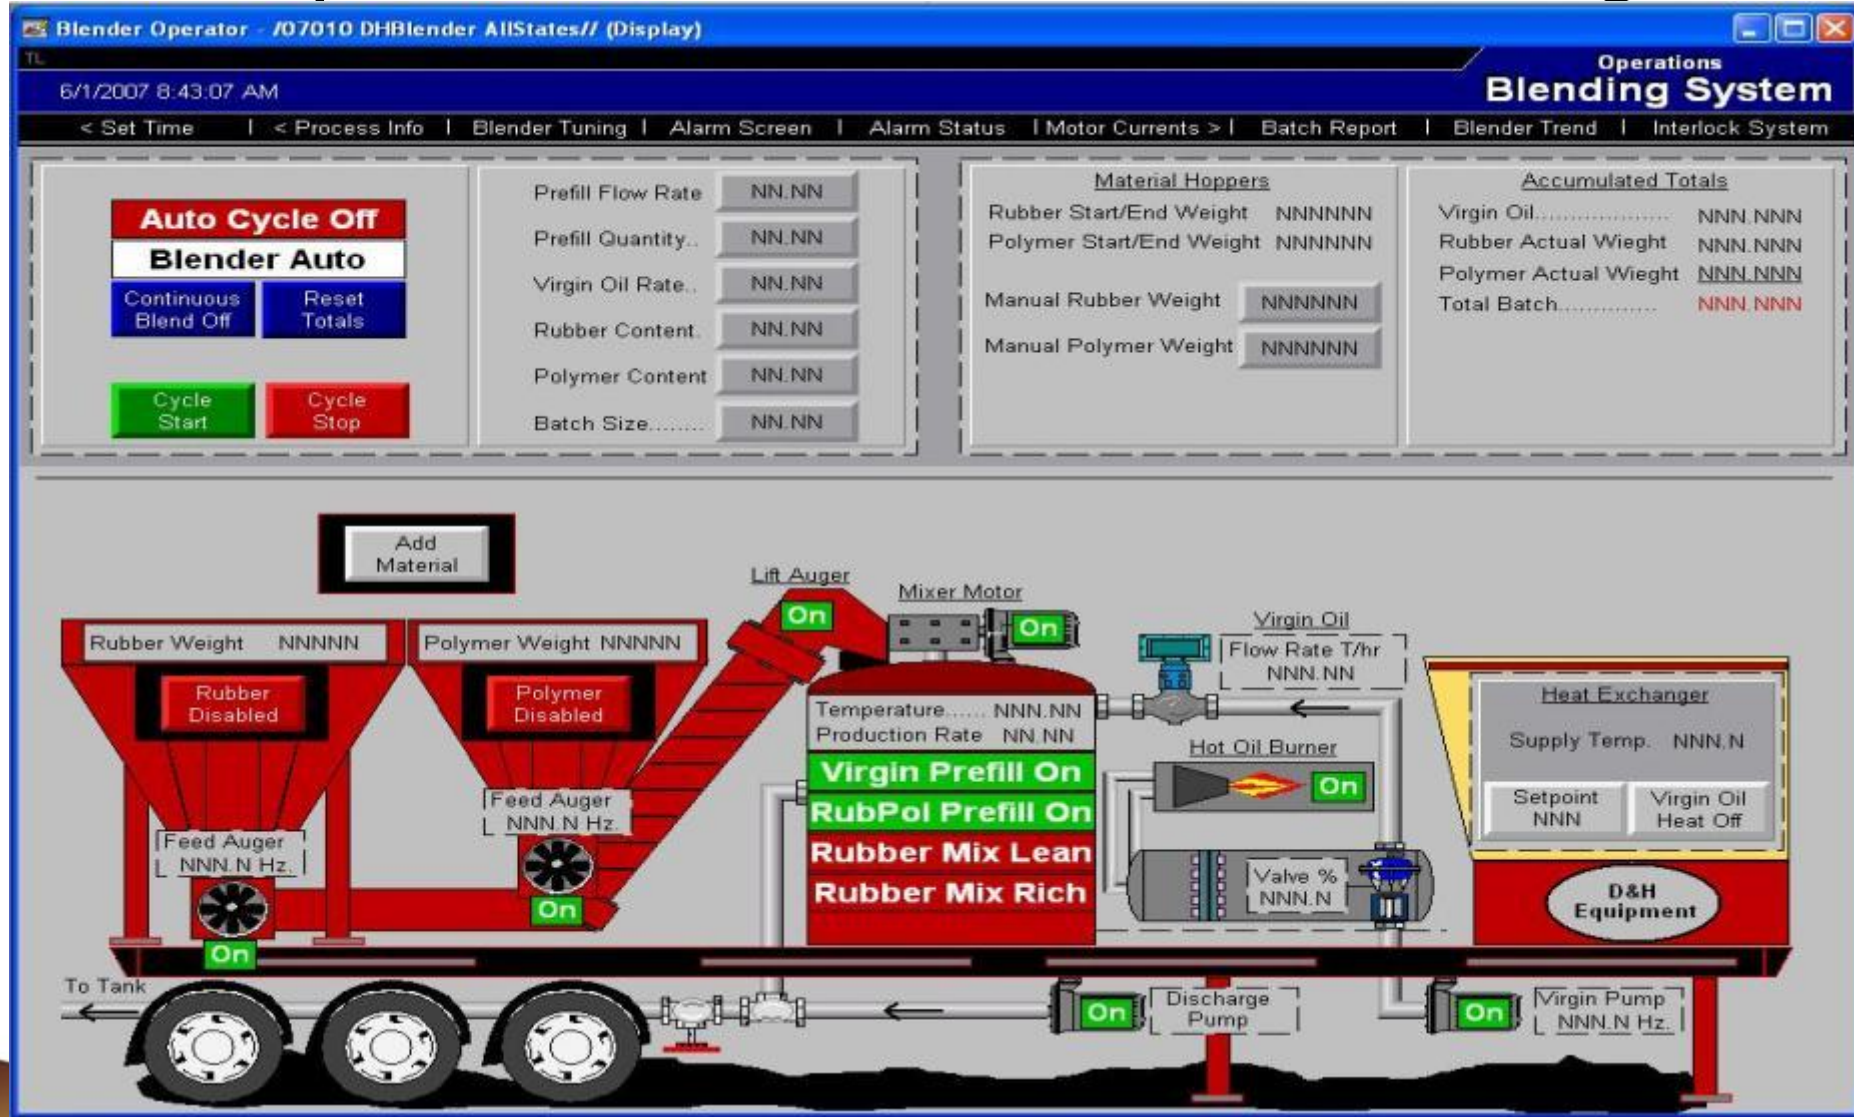 Blender Operator - /07010 DHBlender AllStates// (Display)
TL
Operations
6/1/2007 8:43:07 AM
Blending System
< Set Time | < Process Info | Blender Tuning | Alarm Screen | Alarm Status | Motor Currents > | Batch Report | Blender Trend | Interlock System
Auto Cycle Off
Blender Auto
Continuous
Blend Off
Reset
Totals
Cycle
Start
Cycle
Stop
Prefill Flow Rate NN.NN
Prefill Quantity.. NN.NN
Virgin Oil Rate.. NN.NN
Rubber Content. NN.NN
Polymer Content NN.NN
Batch Size........ NN.NN
Material Hoppers
Rubber Start/End Weight NNNNNN
Polymer Start/End Weight NNNNNN
Manual Rubber Weight NNNNNN
Manual Polymer Weight NNNNNN
Accumulated Totals
Virgin Oil.................... NNN.NNN
Rubber Actual Wieght NNN.NNN
Polymer Actual Wieght NNN.NNN
Total Batch.............. NNN.NNN
Add
Material
Lift Auger
On
Mixer Motor
On
Rubber Weight NNNNN
Polymer Weight NNNNN
Rubber
Disabled
Polymer
Disabled
Feed Auger
NNN.N Hz.
On
Feed Auger
NNN.N Hz.
On
Temperature...... NNN.NN
Production Rate NN.NN
Virgin Prefill On
RubPol Prefill On
Rubber Mix Lean
Rubber Mix Rich
Virgin Oil
Flow Rate T/hr
NNN.NN
Hot Oil Burner
On
Valve %
NNN.N
Heat Exchanger
Supply Temp. NNN.N
Setpoint
NNN
Virgin Oil
Heat Off
D&H
Equipment
To Tank
On
Discharge
Pump
On
Virgin Pump
NNN.N Hz.